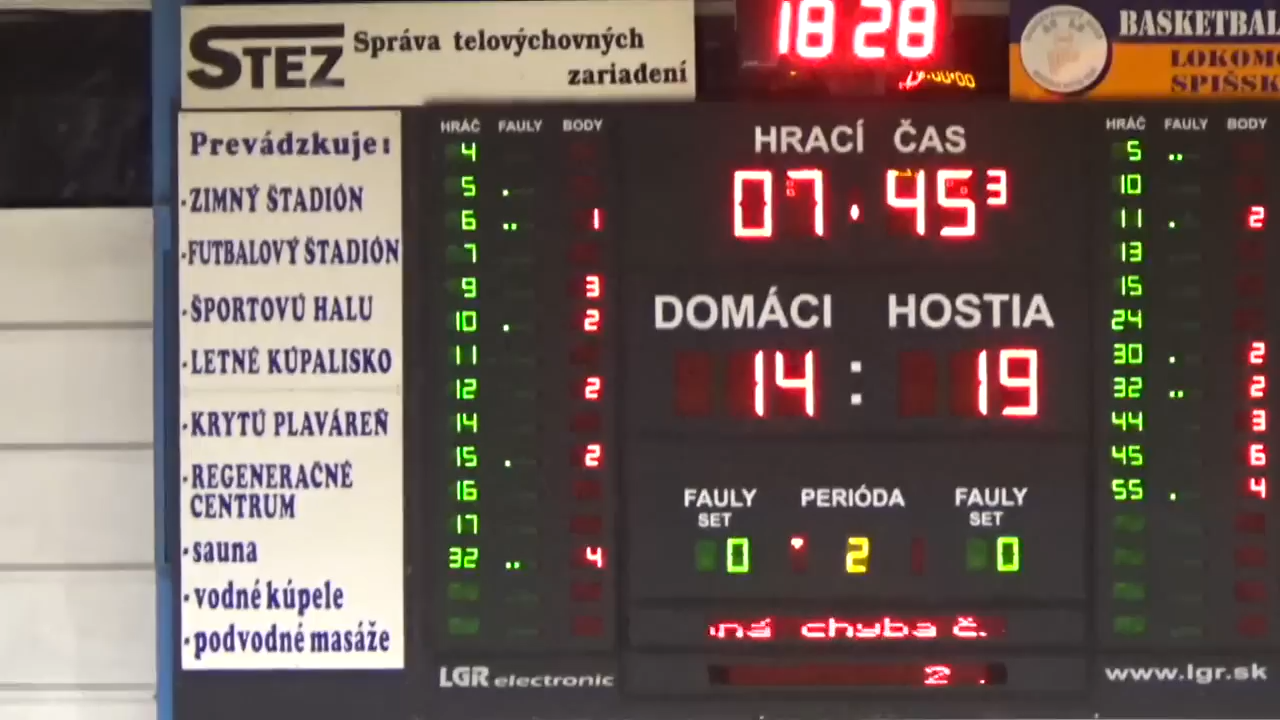 STEZ Správa telovýchovných
zariadení
18 28
BASKETBAL
LOKOMO
SPIŠSK
Prevádzkuje:
-ZIMNÝ ŠTADIÓN
-FUTBALOVÝ ŠTADIÓN
-ŠPORTOVÚ HALU
-LETNÉ KÚPALISKO
-KRYTÚ PLAVÁREŇ
-REGENERAČNÉ
CENTRUM
-sauna
-vodné kúpele
-podvodné masáže
HRÁČ FAULY BODY
4
5 .
6 .. 1
7
9 3
10 . 2
11
12 2
14
15 . 2
16
17
32 .. 4
LGR electronic
HRACÍ ČAS
07.45 3
DOMÁCI HOSTIA
14 : 19
FAULY PERIÓDA FAULY
SET SET
0 2 0
ná chyba č.
2 .
HRÁČ FAULY BODY
5 ..
10
11 . 2
13
15
24
30 . 2
32 .. 2
44 3
45 6
55 . 4
www.lgr.sk